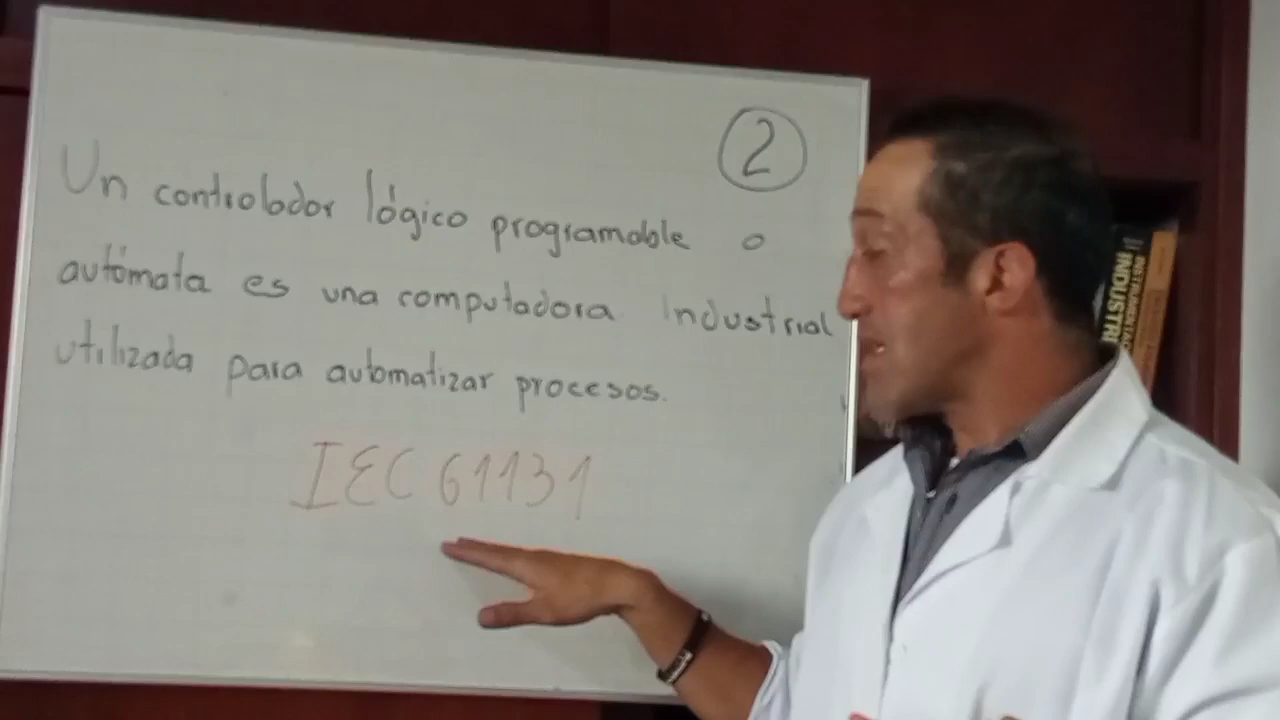 2
Un controlador lógico programable o
autómata es una computadora Industrial
utilizada para automatizar procesos.
IEC 61131
INDUSTRI